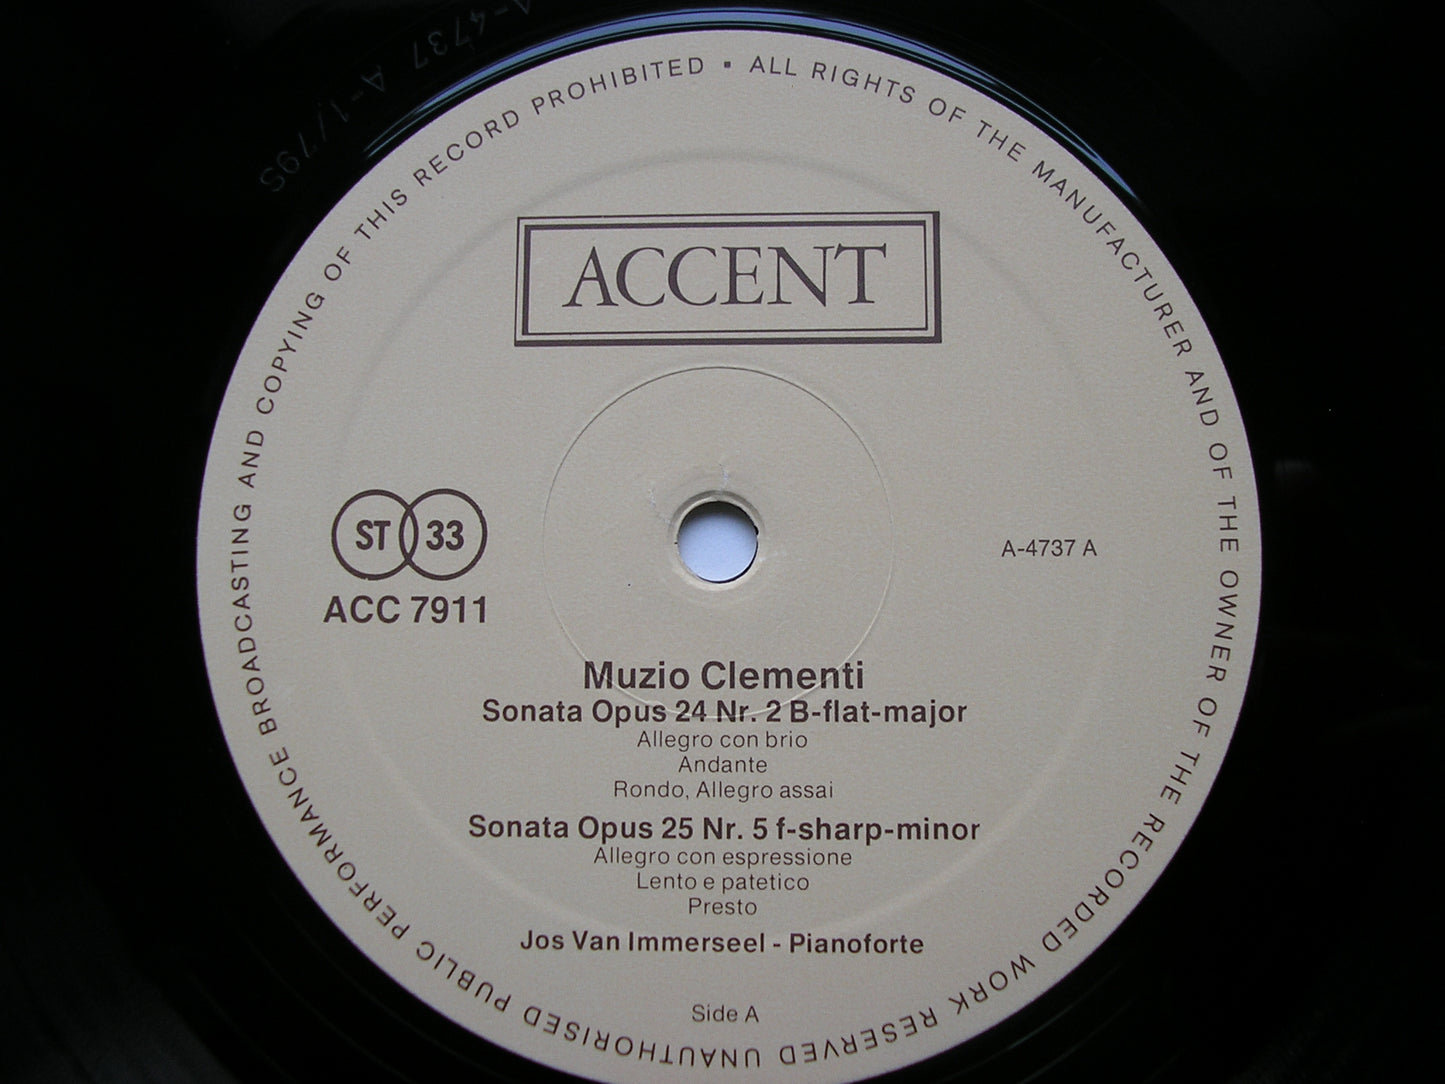 A-4737 A-1/795
ALL RIGHTS OF THE MANUFACTURER AND OF THE OWNER OF THE RECORDED WORK RESERVED UNAUTHORISED PUBLIC PERFORMANCE BROADCASTING AND COPYING OF THIS RECORD PROHIBITED ▪
ACCENT
ST 33
ACC 7911
A-4737 A
Muzio Clementi
Sonata Opus 24 Nr. 2 B-flat-major
Allegro con brio
Andante
Rondo, Allegro assai
Sonata Opus 25 Nr. 5 f-sharp-minor
Allegro con espressione
Lento e patetico
Presto
Jos Van Immerseel - Pianoforte
Side A